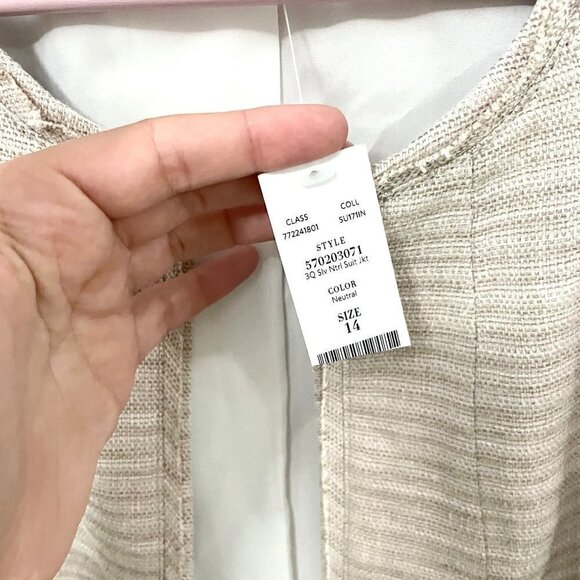 CLASS COLL
772241801 SU171IN
STYLE
570203071
3Q Slv Ntrl Suit Jkt
COLOR
Neutral
SIZE
14